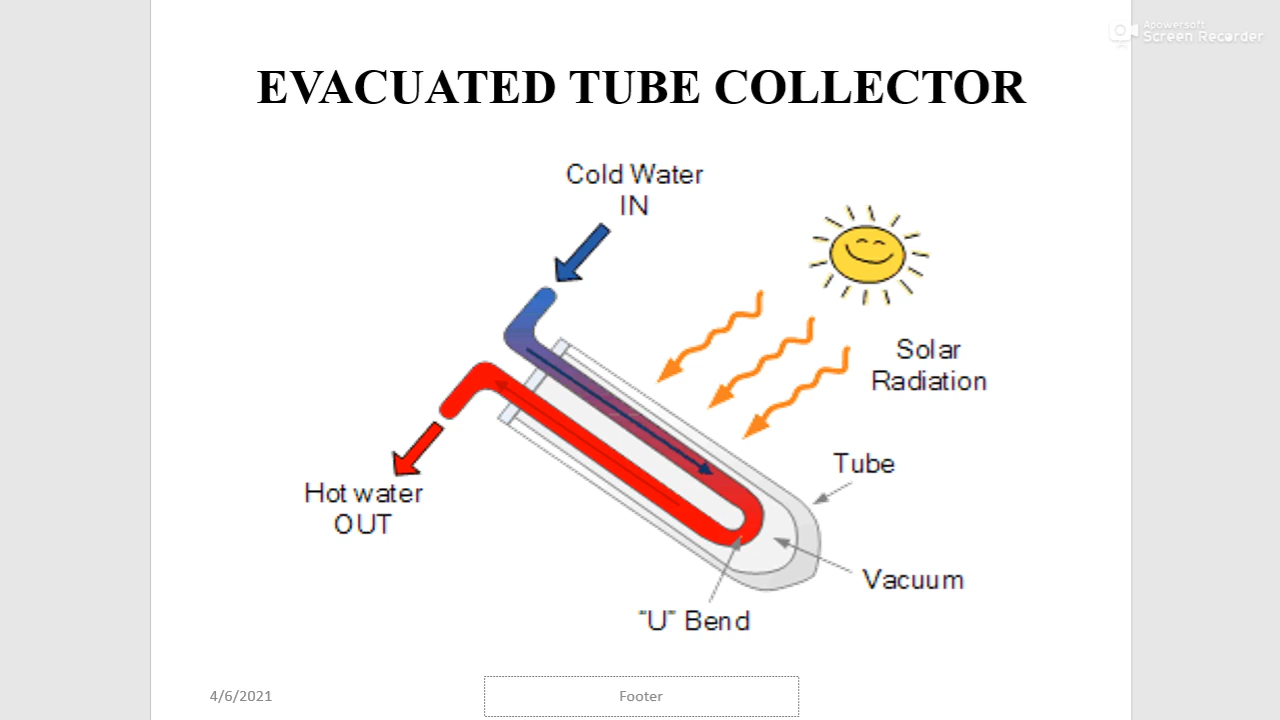 Apowersoft
Screen Recorder
EVACUATED TUBE COLLECTOR
Cold Water
IN
Solar
Radiation
Tube
Hot water
OUT
Vacuum
"U" Bend
4/6/2021
Footer